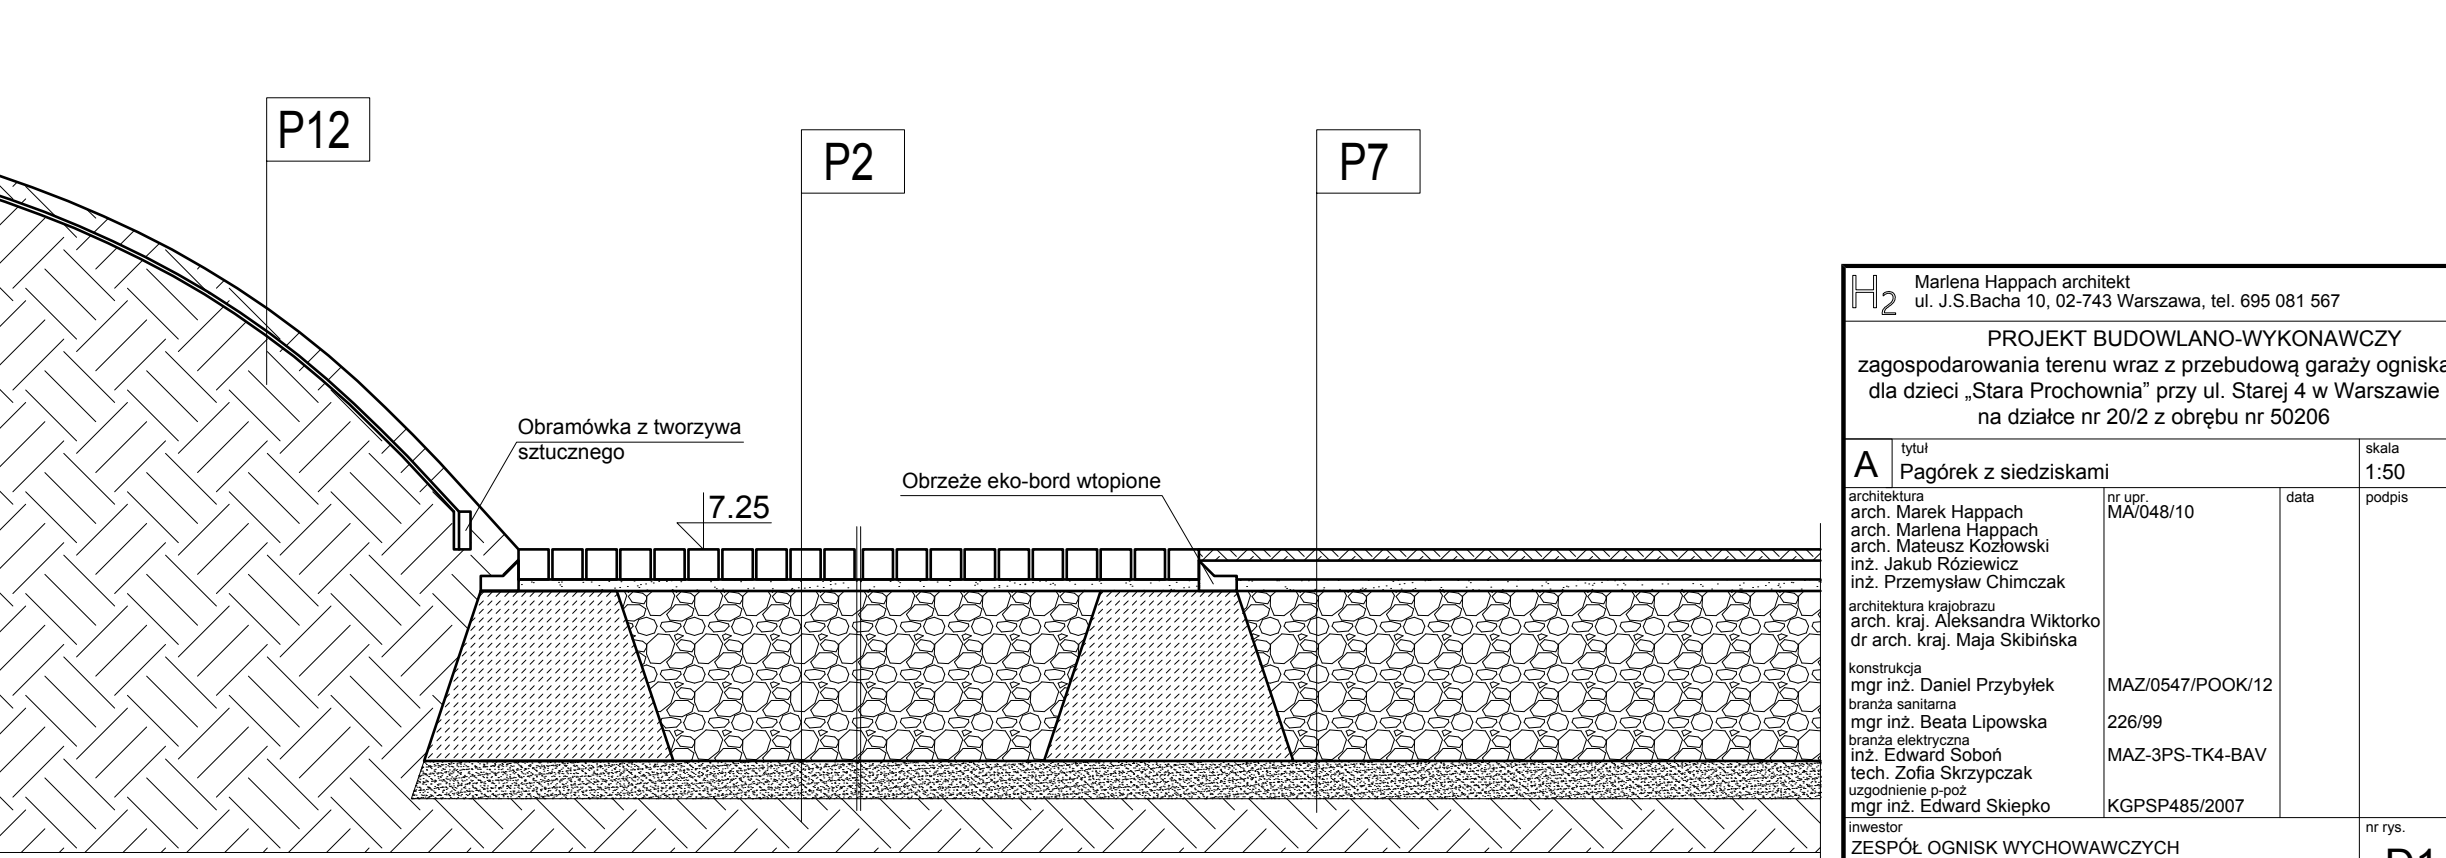 P12
P2
P7
Obramówka z tworzywa
sztucznego
Obrzeże eko-bord wtopione
7.25
H2
Marlena Happach architekt
ul. J.S.Bacha 10, 02-743 Warszawa, tel. 695 081 567
PROJEKT BUDOWLANO-WYKONAWCZY
zagospodarowania terenu wraz z przebudową garaży ogniska
dla dzieci „Stara Prochownia” przy ul. Starej 4 w Warszawie
na działce nr 20/2 z obrębu nr 50206
A
tytuł
Pagórek z siedziskami
skala
1:50
architektura nr upr. data podpis
arch. Marek Happach MA/048/10
arch. Marlena Happach
arch. Mateusz Kozłowski
inż. Jakub Róziewicz
inż. Przemysław Chimczak
architektura krajobrazu
arch. kraj. Aleksandra Wiktorko
dr arch. kraj. Maja Skibińska
konstrukcja
mgr inż. Daniel Przybyłek MAZ/0547/POOK/12
branża sanitarna
mgr inż. Beata Lipowska 226/99
branża elektryczna
inż. Edward Soboń MAZ-3PS-TK4-BAV
tech. Zofia Skrzypczak
uzgodnienie p-poż
mgr inż. Edward Skiepko KGPSP485/2007
inwestor nr rys.
ZESPÓŁ OGNISK WYCHOWAWCZYCH